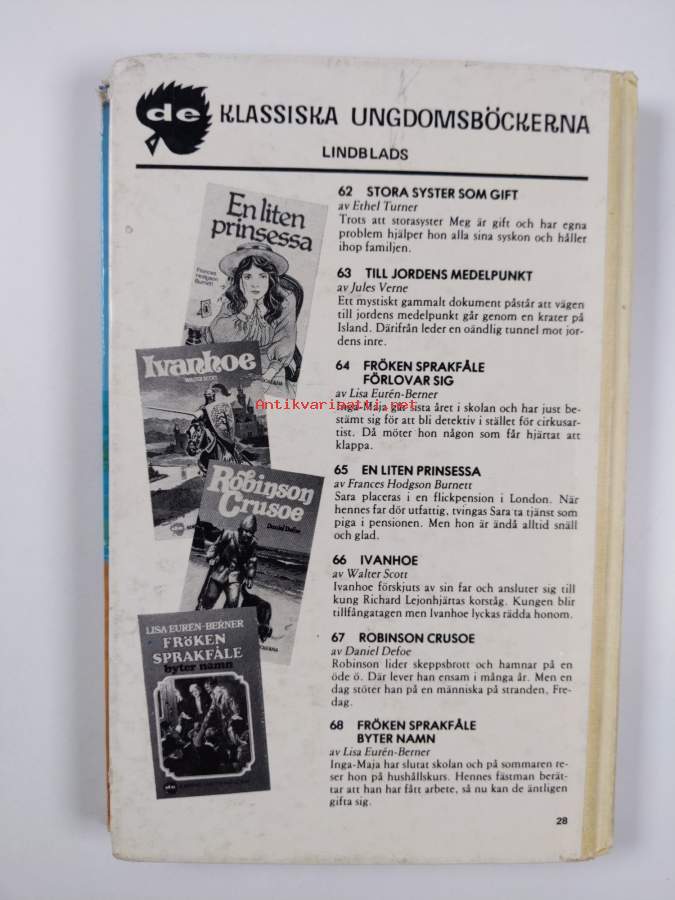 de KLASSISKA UNGDOMSBÖCKERNA
LINDBLADS
En liten
prinsessa
Frances
Hodgson
Burnett
Ivanhoe
WALTER SCOTT
Robinson
Crusoe
Daniel Defoe
LISA EURÉN-BERNER
FRÖKEN
SPRAKFÅLE
byter namn
62 STORA SYSTER SOM GIFT
av Ethel Turner
Trots att storasyster Meg är gift och har egna
problem hjälper hon alla sina syskon och håller
ihop familjen.
63 TILL JORDENS MEDELPUNKT
av Jules Verne
Ett mystiskt gammalt dokument påstår att vägen
till jordens medelpunkt går genom en krater på
Island. Därifrån leder en oändlig tunnel mot jor-
dens inre.
64 FRÖKEN SPRAKFÅLE
FÖRLOVAR SIG
av Lisa Eurén-Berner
Antikvariaatti.net
Inga-Maja går sista året i skolan och har just be-
stämt sig för att bli detektiv i stället för cirkusar-
tist. Då möter hon någon som får hjärtat att
klappa.
65 EN LITEN PRINSESSA
av Frances Hodgson Burnett
Sara placeras i en flickpension i London. När
hennes far dör utfattig, tvingas Sara ta tjänst som
piga i pensionen. Men hon är ändå alltid snäll
och glad.
66 IVANHOE
av Walter Scott
Ivanhoe förskjuts av sin far och ansluter sig till
kung Richard Lejonhjärtas korståg. Kungen blir
tillfångatagen men Ivanhoe lyckas rädda honom.
67 ROBINSON CRUSOE
av Daniel Defoe
Robinson lider skeppsbrott och hamnar på en
öde ö. Där lever han ensam i många år. Men en
dag stöter han på en människa på stranden, Fre-
dag.
68 FRÖKEN SPRAKFÅLE
BYTER NAMN
av Lisa Eurén-Berner
Inga-Maja har slutat skolan och på sommaren re-
ser hon på hushållskurs. Hennes fästman berät-
tar att han har fått arbete, så nu kan de äntligen
gifta sig.
28